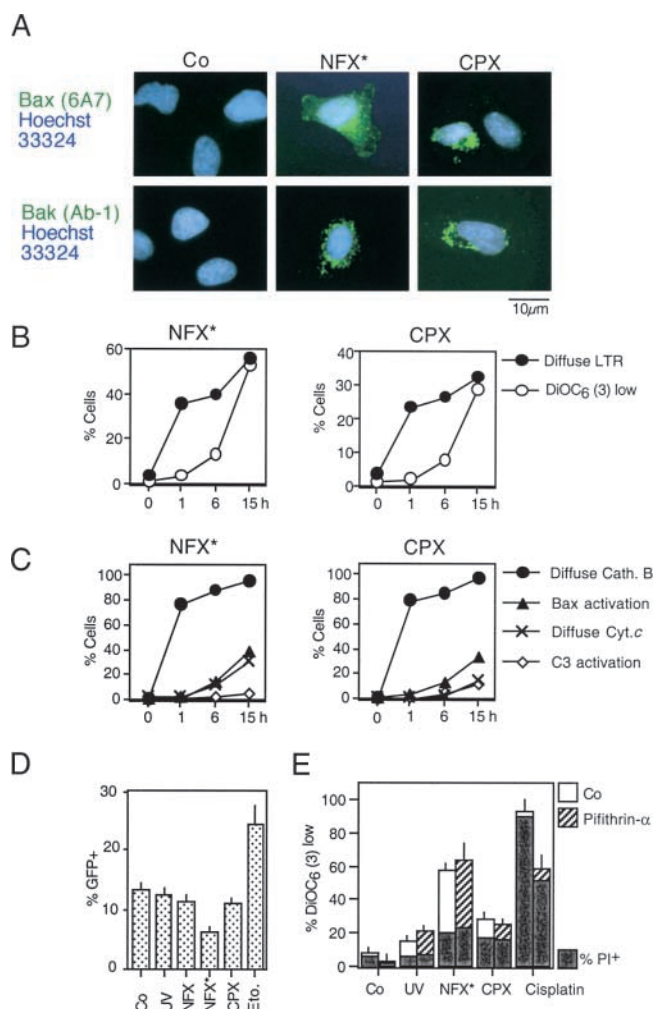 A
Co NFX* CPX
Bax (6A7)
Hoechst
33324
Bak (Ab-1)
Hoechst
33324
10µm
B
NFX* CPX
% Cells
60
40
20
0
0 1 6 15 h
% Cells
40
30
20
10
0
0 1 6 15 h
Diffuse LTR
DiOC6 (3) low
C
NFX* CPX
% Cells
100
80
60
40
20
0
0 1 6 15 h
% Cells
100
80
60
40
20
0
0 1 6 15 h
Diffuse Cath. B
Bax activation
Diffuse Cyt.c
C3 activation
D
% GFP+
30
20
10
0
Co UV NFX NFX* CPX Eto.
E
% DiOC6 (3) low
100
80
60
40
20
0
Co UV NFX* CPX Cisplatin
Co
Pifithrin-α
% PI+